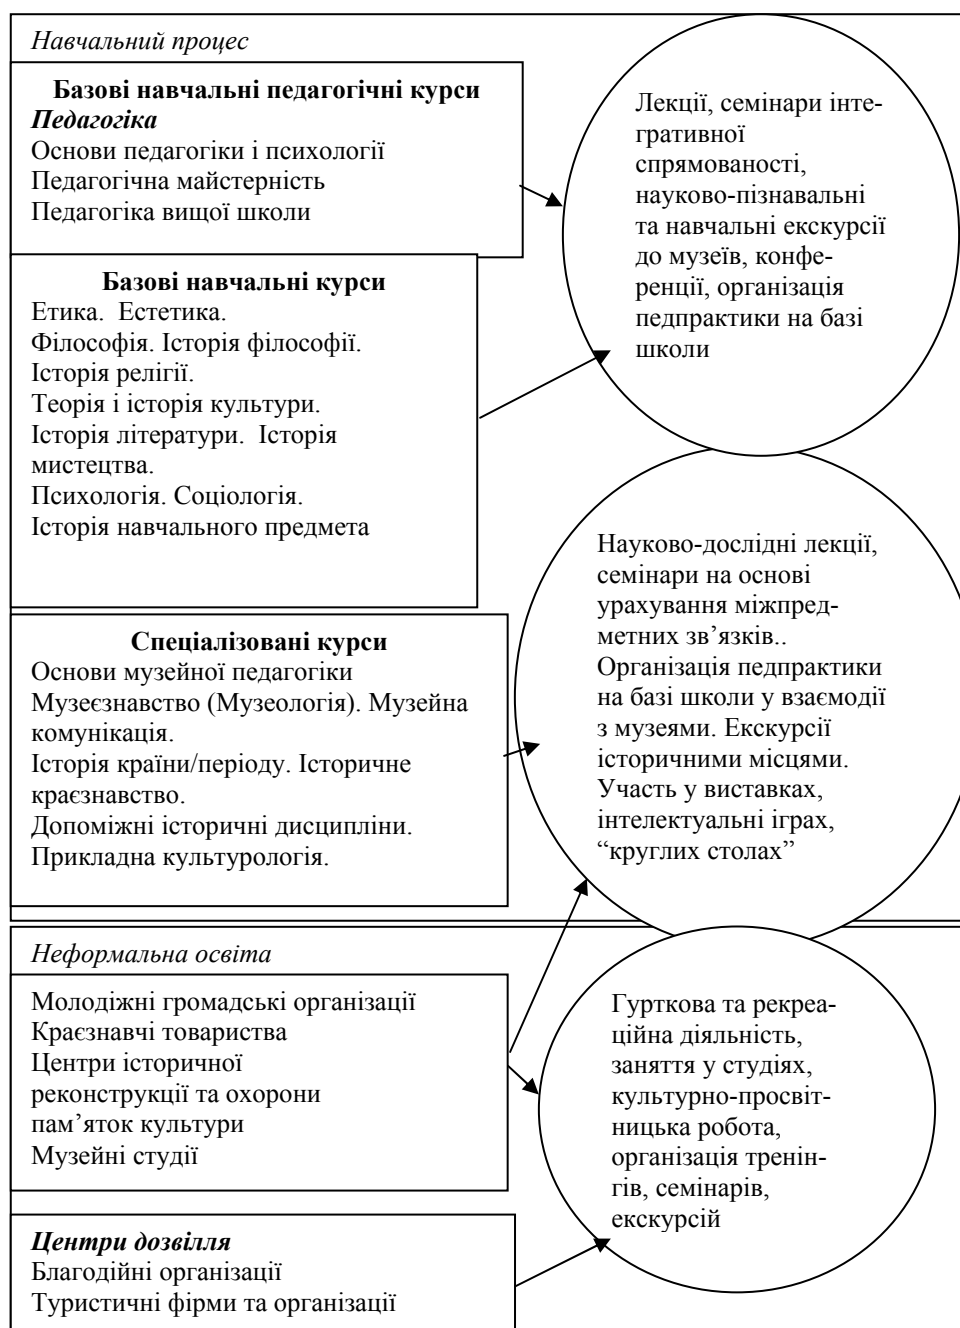 Навчальний процес
Базові навчальні педагогічні курси
Педагогіка
Основи педагогіки і психології
Педагогічна майстерність
Педагогіка вищої школи
Лекції, семінари інте-
гративної
спрямованості,
науково-пізнавальні
та навчальні екскурсії
до музеїв, конфе-
ренції, організація
педпрактики на базі
школи
Базові навчальні курси
Етика. Естетика.
Філософія. Історія філософії.
Історія релігії.
Теорія і історія культури.
Історія літератури. Історія
мистецтва.
Психологія. Соціологія.
Історія навчального предмета
Науково-дослідні лекції,
семінари на основі
урахування міжпред-
метних зв’язків..
Організація педпрактики
на базі школи у взаємодії
з музеями. Екскурсії
історичними місцями.
Участь у виставках,
інтелектуальні іграх,
“круглих столах”
Спеціалізовані курси
Основи музейної педагогіки
Музеєзнавство (Музеологія). Музейна
комунікація.
Історія країни/періоду. Історичне
краєзнавство.
Допоміжні історичні дисципліни.
Прикладна культурологія.
Неформальна освіта
Молодіжні громадські організації
Краєзнавчі товариства
Центри історичної
реконструкції та охорони
пам’яток культури
Музейні студії
Гурткова та рекреа-
ційна діяльність,
заняття у студіях,
культурно-просвіт-
ницька робота,
організація тренін-
гів, семінарів,
екскурсій
Центри дозвілля
Благодійні організації
Туристичні фірми та організації